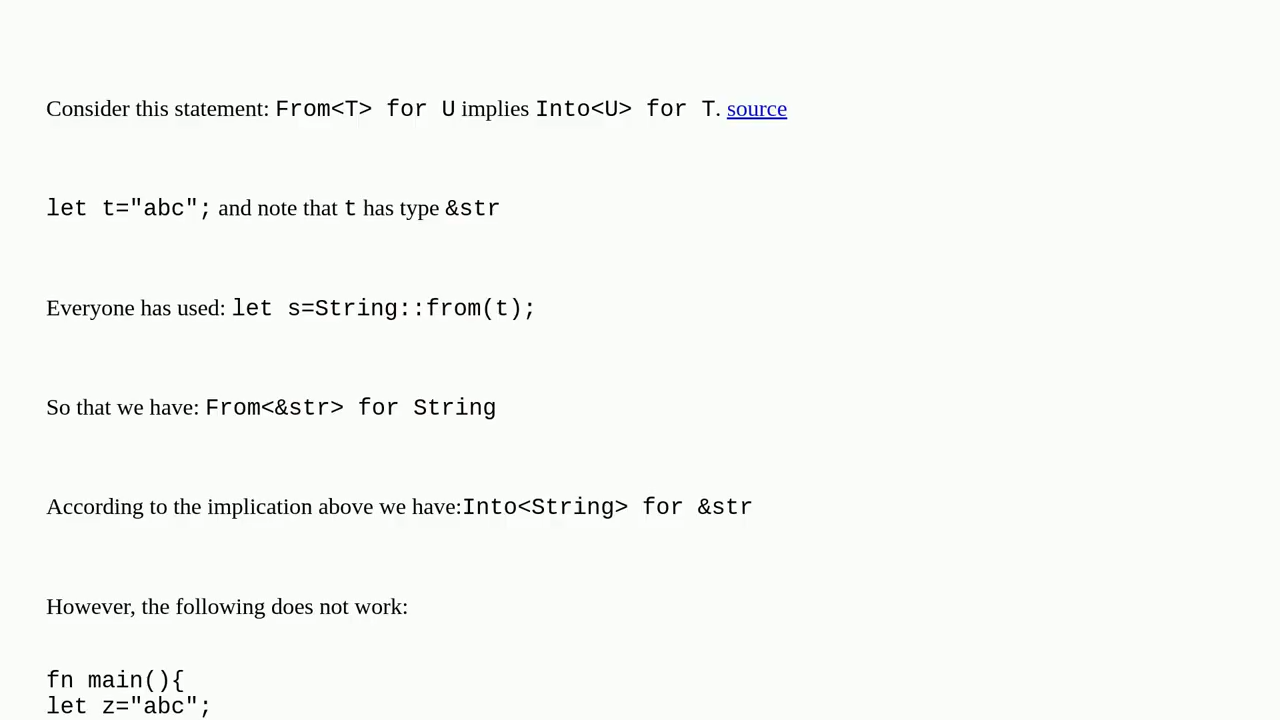 Consider this statement: From<T> for U implies Into<U> for T. source
let t="abc"; and note that t has type &str
Everyone has used: let s=String::from(t);
So that we have: From<&str> for String
According to the implication above we have:Into<String> for &str
However, the following does not work:
fn main(){
let z="abc";